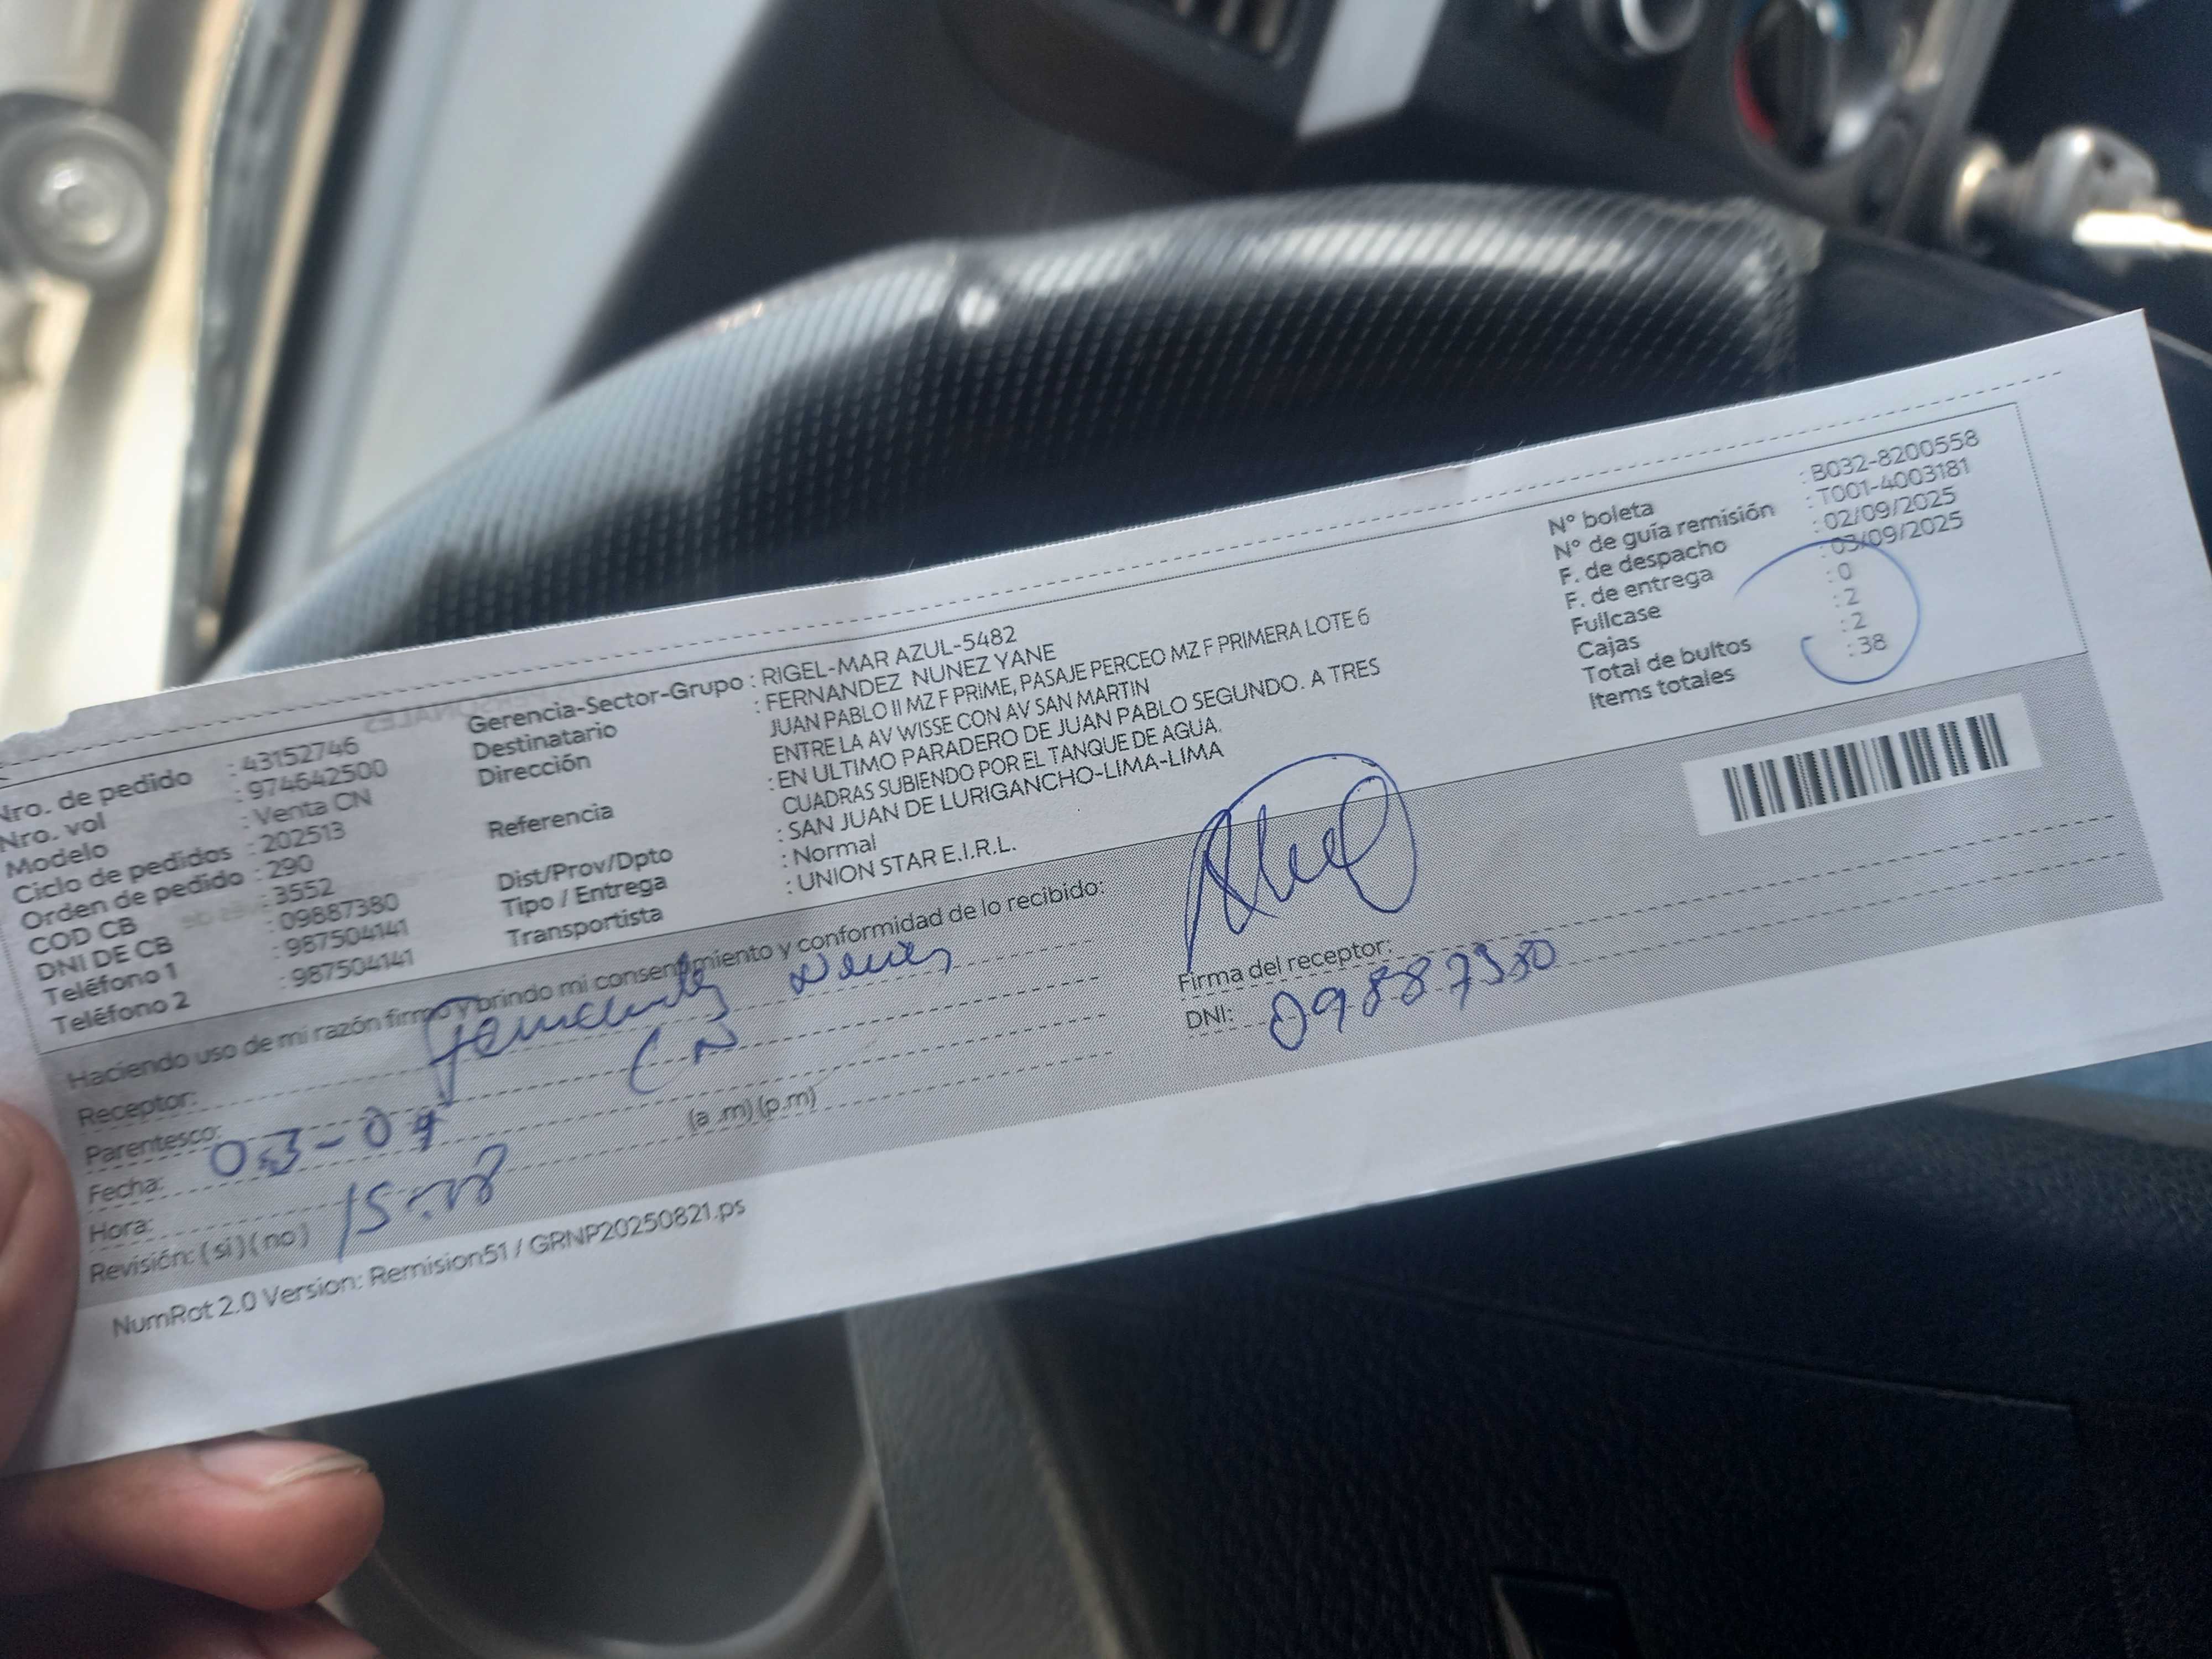 Nro. de pedido : 43152746
Nro. vol : 974642500
Modelo : Venta CN
Ciclo de pedidos : 202513
Orden de pedido : 290
COD CB : 3552
DNI DE CB : 09887380
Teléfono 1 : 987504141
Teléfono 2 : 987504141
Gerencia-Sector-Grupo : RIGEL-MAR AZUL-5482
Destinatario : FERNANDEZ NUNEZ YANE
Dirección JUAN PABLO II MZ F PRIME, PASAJE PERCEO MZ F PRIMERA LOTE 6
ENTRE LA AV WISSE CON AV SAN MARTIN
Referencia : EN ULTIMO PARADERO DE JUAN PABLO SEGUNDO. A TRES
CUADRAS SUBIENDO POR EL TANQUE DE AGUA.
Dist/Prov/Dpto : SAN JUAN DE LURIGANCHO-LIMA-LIMA
Tipo / Entrega : Normal
Transportista : UNION STAR E.I.R.L.
N° boleta : B032-8200558
N° de guía remisión : T001-4003181
F. de despacho : 02/09/2025
F. de entrega : 03/09/2025
Fullcase : 0
Cajas : 2
Total de bultos : 2
Items totales : 38
Haciendo uso de mi razón firmo y brindo mi consentimiento y conformidad de lo recibido:
Receptor:
Parentesco: CN
Fecha: 03-09
Hora: (a .m) (p.m)
Revisión: (si) (no)
Firma del receptor:
DNI: 09887380
NumRot 2.0 Version: Remision51 / GRNP20250821.ps